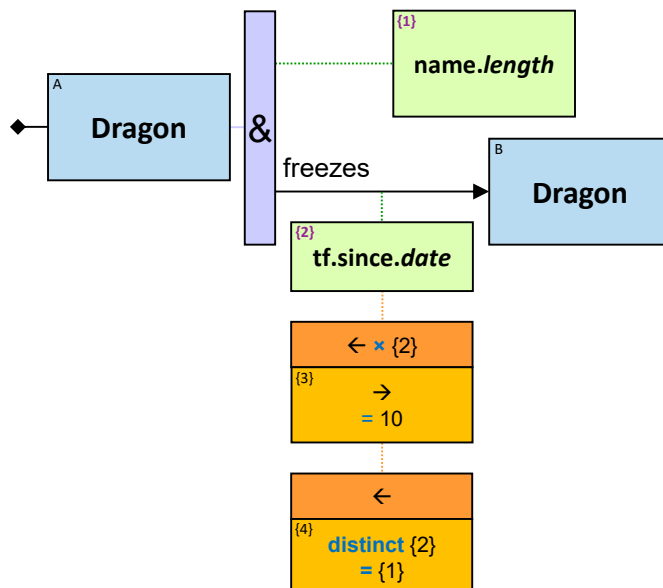 {1}
name.length
A
Dragon
&
freezes
B
Dragon
{2}
tf.since.date
← × {2}
{3}
→
= 10
←
{4}
distinct {2}
= {1}